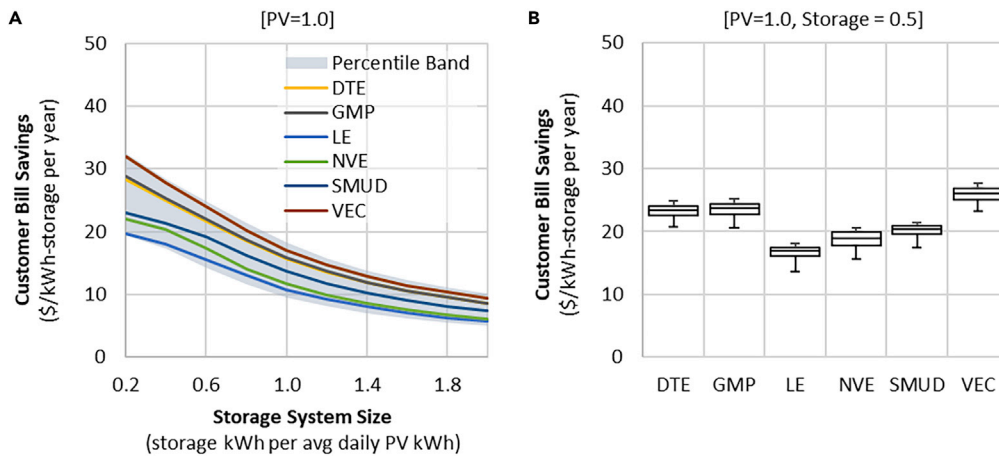 A
[PV=1.0]
50
40
30
20
10
0
Customer Bill Savings
($/kWh-storage per year)
Percentile Band
DTE
GMP
LE
NVE
SMUD
VEC
0.2 0.6 1.0 1.4 1.8
Storage System Size
(storage kWh per avg daily PV kWh)
B
[PV=1.0, Storage = 0.5]
50
40
30
20
10
0
Customer Bill Savings
($/kWh-storage per year)
DTE GMP LE NVE SMUD VEC